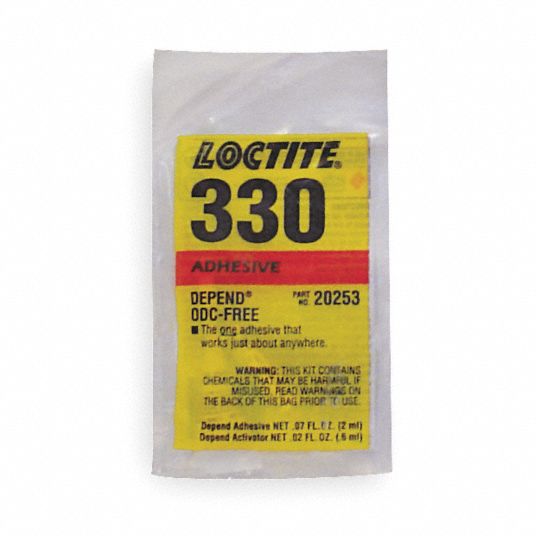 LOCTITE®
330
ADHESIVE
DEPEND® PART NO. 20253
ODC-FREE
■ The one adhesive that
works just about anywhere.
WARNING: THIS KIT CONTAINS
CHEMICALS THAT MAY BE HARMFUL IF
MISUSED. READ WARNINGS ON
THE BACK OF THIS BAG PRIOR TO USE.
Depend Adhesive NET .07 FL. OZ. (2 ml)
Depend Activator NET .02 FL. OZ. (.6 ml)